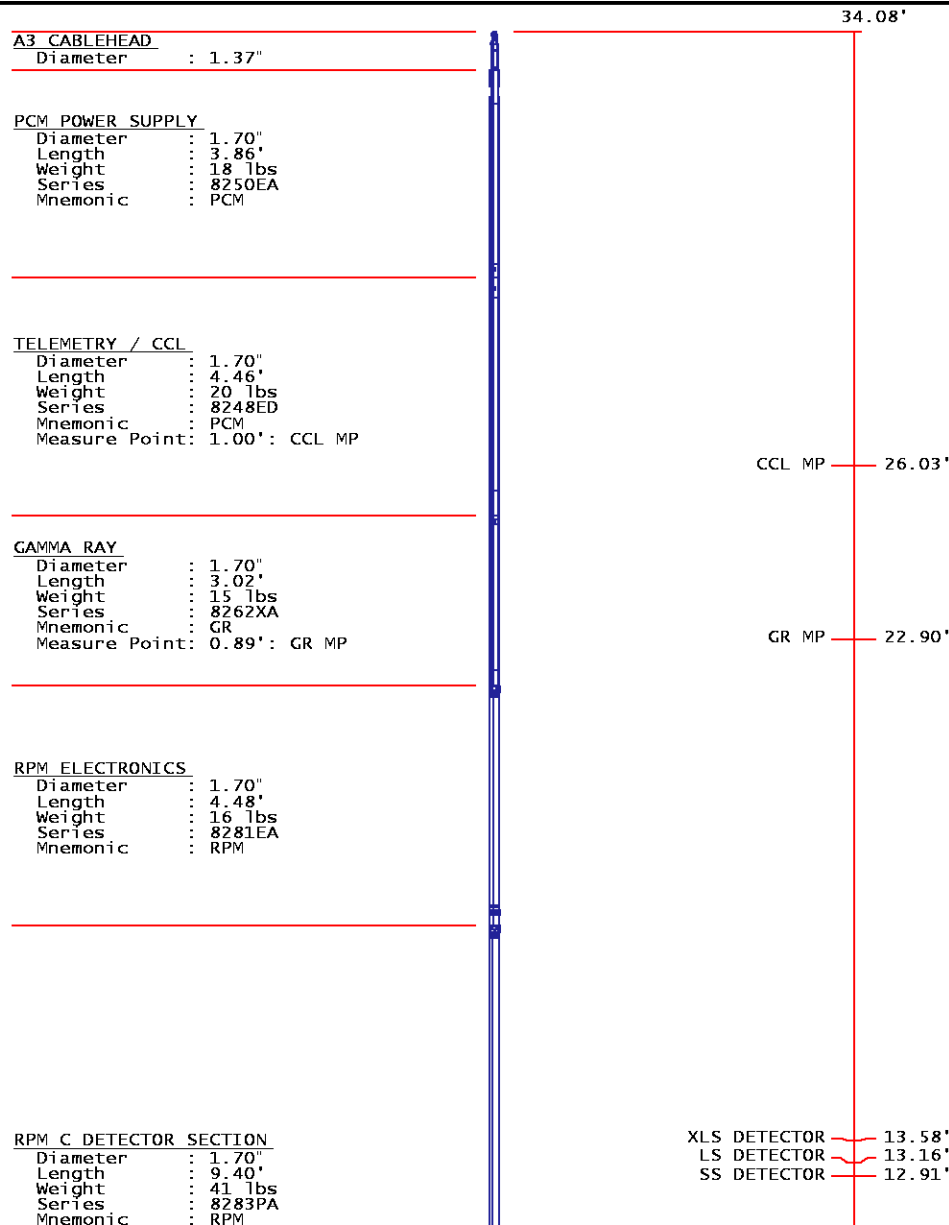 34.08'
A3 CABLEHEAD
Diameter : 1.37"
PCM POWER SUPPLY
Diameter : 1.70"
Length : 3.86'
Weight : 18 lbs
Series : 8250EA
Mnemonic : PCM
TELEMETRY / CCL
Diameter : 1.70"
Length : 4.46'
Weight : 20 lbs
Series : 8248ED
Mnemonic : PCM
Measure Point: 1.00': CCL MP
CCL MP 26.03'
GAMMA RAY
Diameter : 1.70"
Length : 3.02'
Weight : 15 lbs
Series : 8262XA
Mnemonic : GR
Measure Point: 0.89': GR MP
GR MP 22.90'
RPM ELECTRONICS
Diameter : 1.70"
Length : 4.48'
Weight : 16 lbs
Series : 8281EA
Mnemonic : RPM
RPM C DETECTOR SECTION
Diameter : 1.70"
Length : 9.40'
Weight : 41 lbs
Series : 8283PA
Mnemonic : RPM
XLS DETECTOR 13.58'
LS DETECTOR 13.16'
SS DETECTOR 12.91'